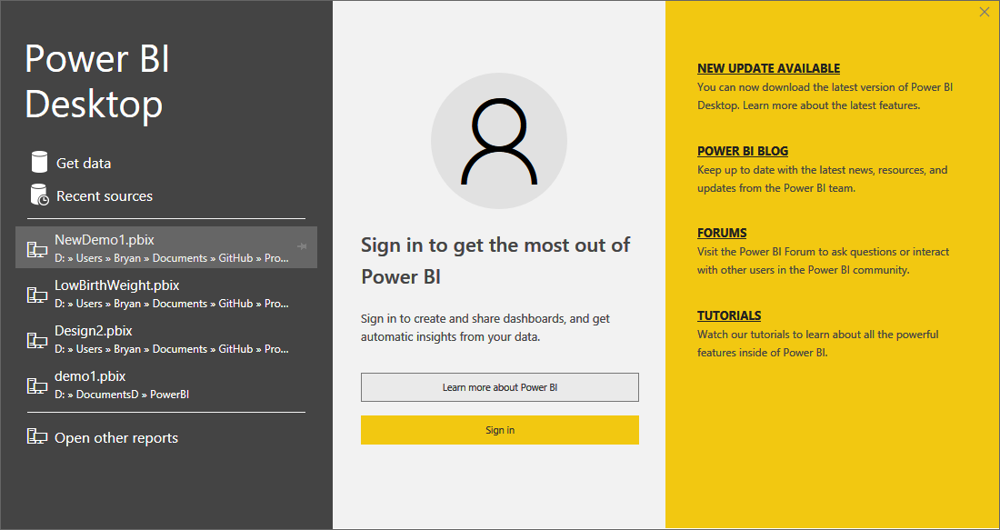 Power BI
Desktop
Get data
Recent sources
NewDemo1.pbix
D: » Users » Bryan » Documents » GitHub » Pro...
LowBirthWeight.pbix
D: » Users » Bryan » Documents » GitHub » Pro...
Design2.pbix
D: » Users » Bryan » Documents » GitHub » Pro...
demo1.pbix
D: » DocumentsD » PowerBI
Open other reports
Sign in to get the most out of
Power BI
Sign in to create and share dashboards, and get
automatic insights from your data.
Learn more about Power BI
Sign in
NEW UPDATE AVAILABLE
You can now download the latest version of Power BI
Desktop. Learn more about the latest features.
POWER BI BLOG
Keep up to date with the latest news, resources, and
updates from the Power BI team.
FORUMS
Visit the Power BI Forum to ask questions or interact
with other users in the Power BI community.
TUTORIALS
Watch our tutorials to learn about all the powerful
features inside of Power BI.